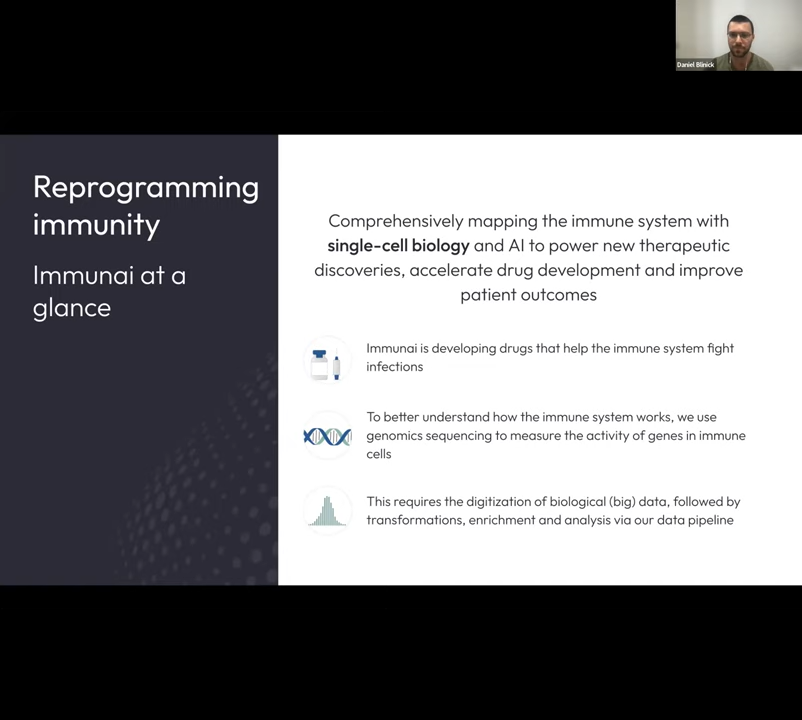 Daniel Blinick
Reprogramming
immunity
Immunai at a
glance
Comprehensively mapping the immune system with
single-cell biology and AI to power new therapeutic
discoveries, accelerate drug development and improve
patient outcomes
Immunai is developing drugs that help the immune system fight
infections
To better understand how the immune system works, we use
genomics sequencing to measure the activity of genes in immune
cells
This requires the digitization of biological (big) data, followed by
transformations, enrichment and analysis via our data pipeline